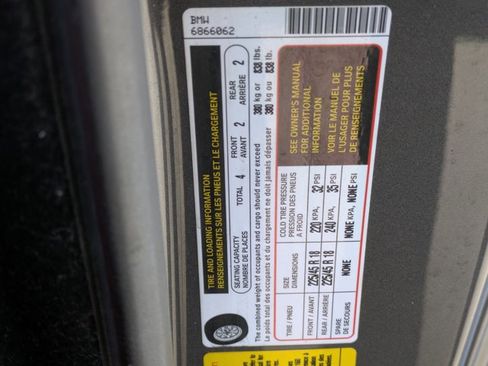 BMW
6866062
TIRE AND LOADING INFORMATION
RENSEIGNEMENTS SUR LES PNEUS ET LE CHARGEMENT
SEATING CAPACITY
NOMBRE DE PLACES
TOTAL 4
FRONT
AVANT 2
REAR
ARRIÈRE 2
The combined weight of occupants and cargo should never exceed 380 kg or 838 lbs.
Le poids total des occupants et du chargement ne doit jamais dépasser 380 kg ou 838 lb.
TIRE / PNEU SIZE
DIMENSIONS COLD TIRE PRESSURE
PRESSION DES PNEUS
A FROID
FRONT / AVANT 225/45 R 18 220 KPA, 32 PSI
REAR / ARRIÈRE 225/45 R 18 240 KPA, 35 PSI
SPARE
DE SECOURS NONE NONE KPA, NONE PSI
SEE OWNER'S MANUAL
FOR ADDITIONAL
INFORMATION
VOIR LE MANUEL DE
L'USAGER POUR PLUS
DE RENSEIGNEMENTS